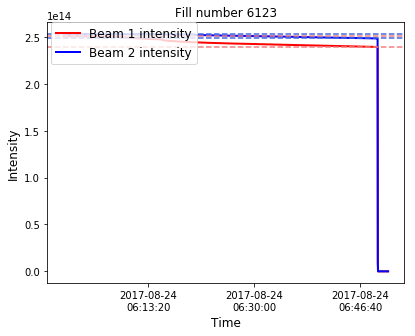 Fill number 6123
1e14
Beam 1 intensity
Beam 2 intensity
2.5
2.0
1.5
1.0
0.5
0.0
Intensity
2017-08-24
06:13:20
2017-08-24
06:30:00
2017-08-24
06:46:40
Time